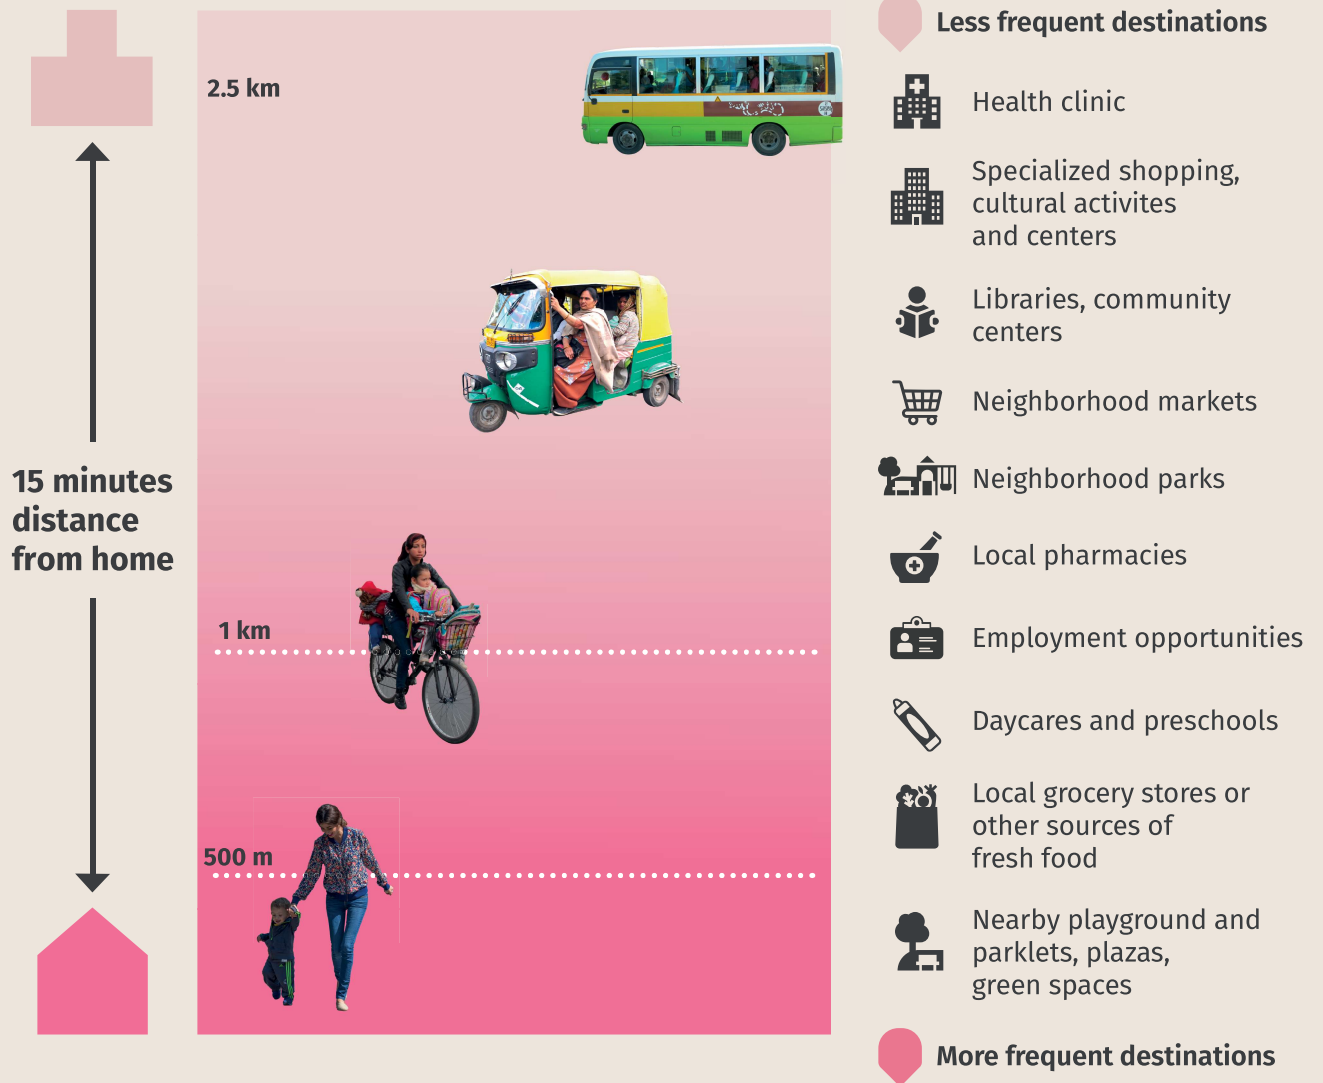 2.5 km
15 minutes
distance
from home
1 km
500 m
Less frequent destinations
Health clinic
Specialized shopping,
cultural activites
and centers
Libraries, community
centers
Neighborhood markets
Neighborhood parks
Local pharmacies
Employment opportunities
Daycares and preschools
Local grocery stores or
other sources of
fresh food
Nearby playground and
parklets, plazas,
green spaces
More frequent destinations